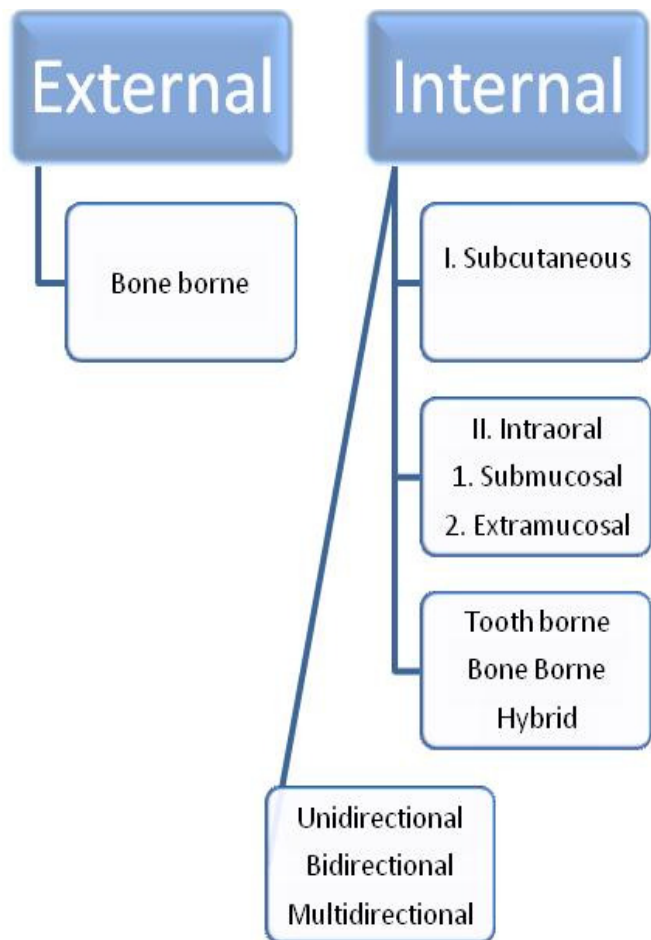 External
Bone borne
Internal
I. Subcutaneous
II. Intraoral
1. Submucosal
2. Extramucosal
Tooth borne
Bone Borne
Hybrid
Unidirectional
Bidirectional
Multidirectional